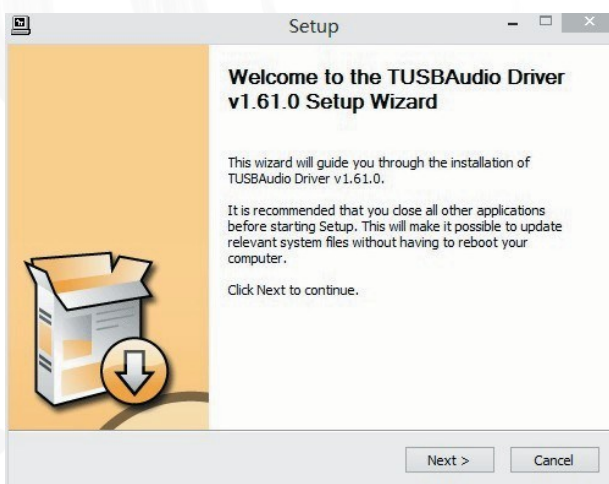 Setup
Welcome to the TUSBAudio Driver
v1.61.0 Setup Wizard
This wizard will guide you through the installation of
TUSBAudio Driver v1.61.0.
It is recommended that you close all other applications
before starting Setup. This will make it possible to update
relevant system files without having to reboot your
computer.
Click Next to continue.
Next >
Cancel